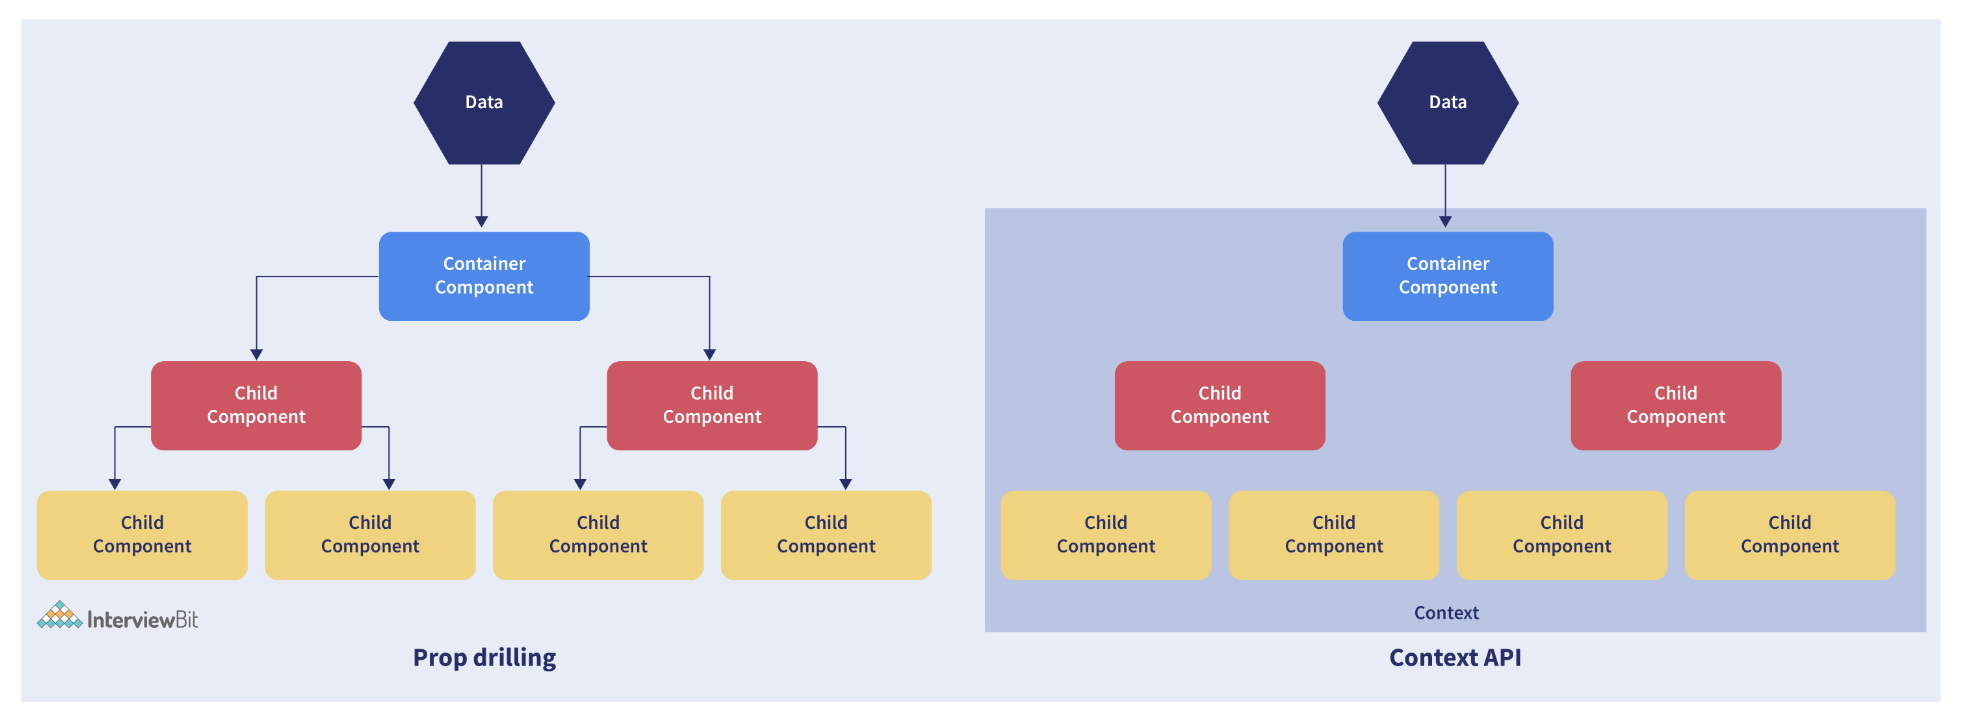 Data
Container
Component
Child
Component
Child
Component
Child
Component
Child
Component
Child
Component
Child
Component
InterviewBit
Prop drilling
Data
Container
Component
Child
Component
Child
Component
Child
Component
Child
Component
Child
Component
Child
Component
Context
Context API